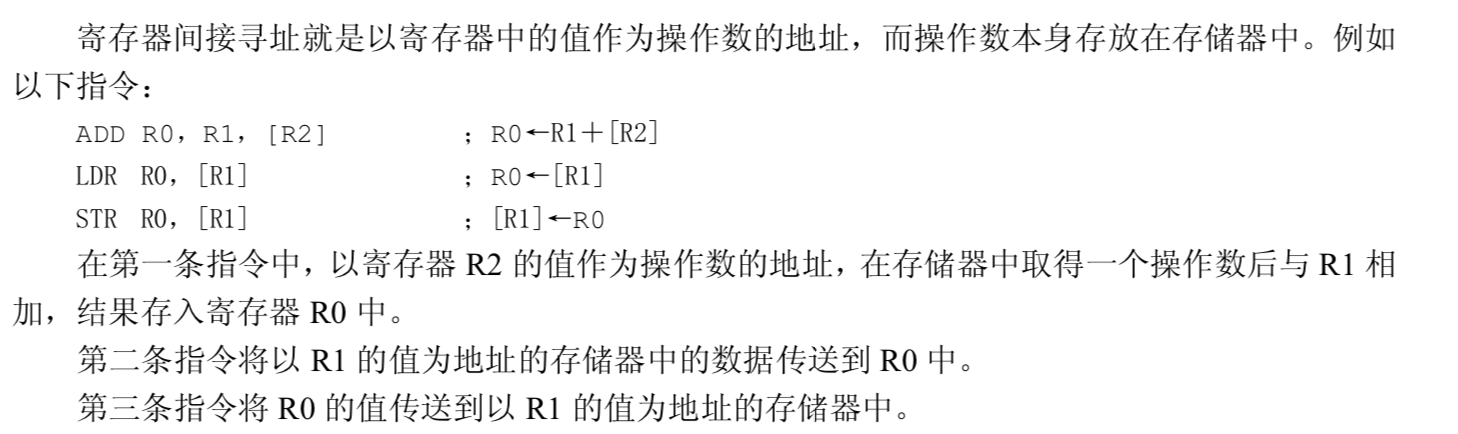 寄存器间接寻址就是以寄存器中的值作为操作数的地址，而操作数本身存放在存储器中。例如
以下指令：
ADD R0，R1，[R2] ；R0←R1＋[R2]
LDR R0，[R1] ；R0←[R1]
STR R0，[R1] ；[R1]←R0
在第一条指令中，以寄存器 R2 的值作为操作数的地址，在存储器中取得一个操作数后与 R1 相
加，结果存入寄存器 R0 中。
第二条指令将以 R1 的值为地址的存储器中的数据传送到 R0 中。
第三条指令将 R0 的值传送到以 R1 的值为地址的存储器中。